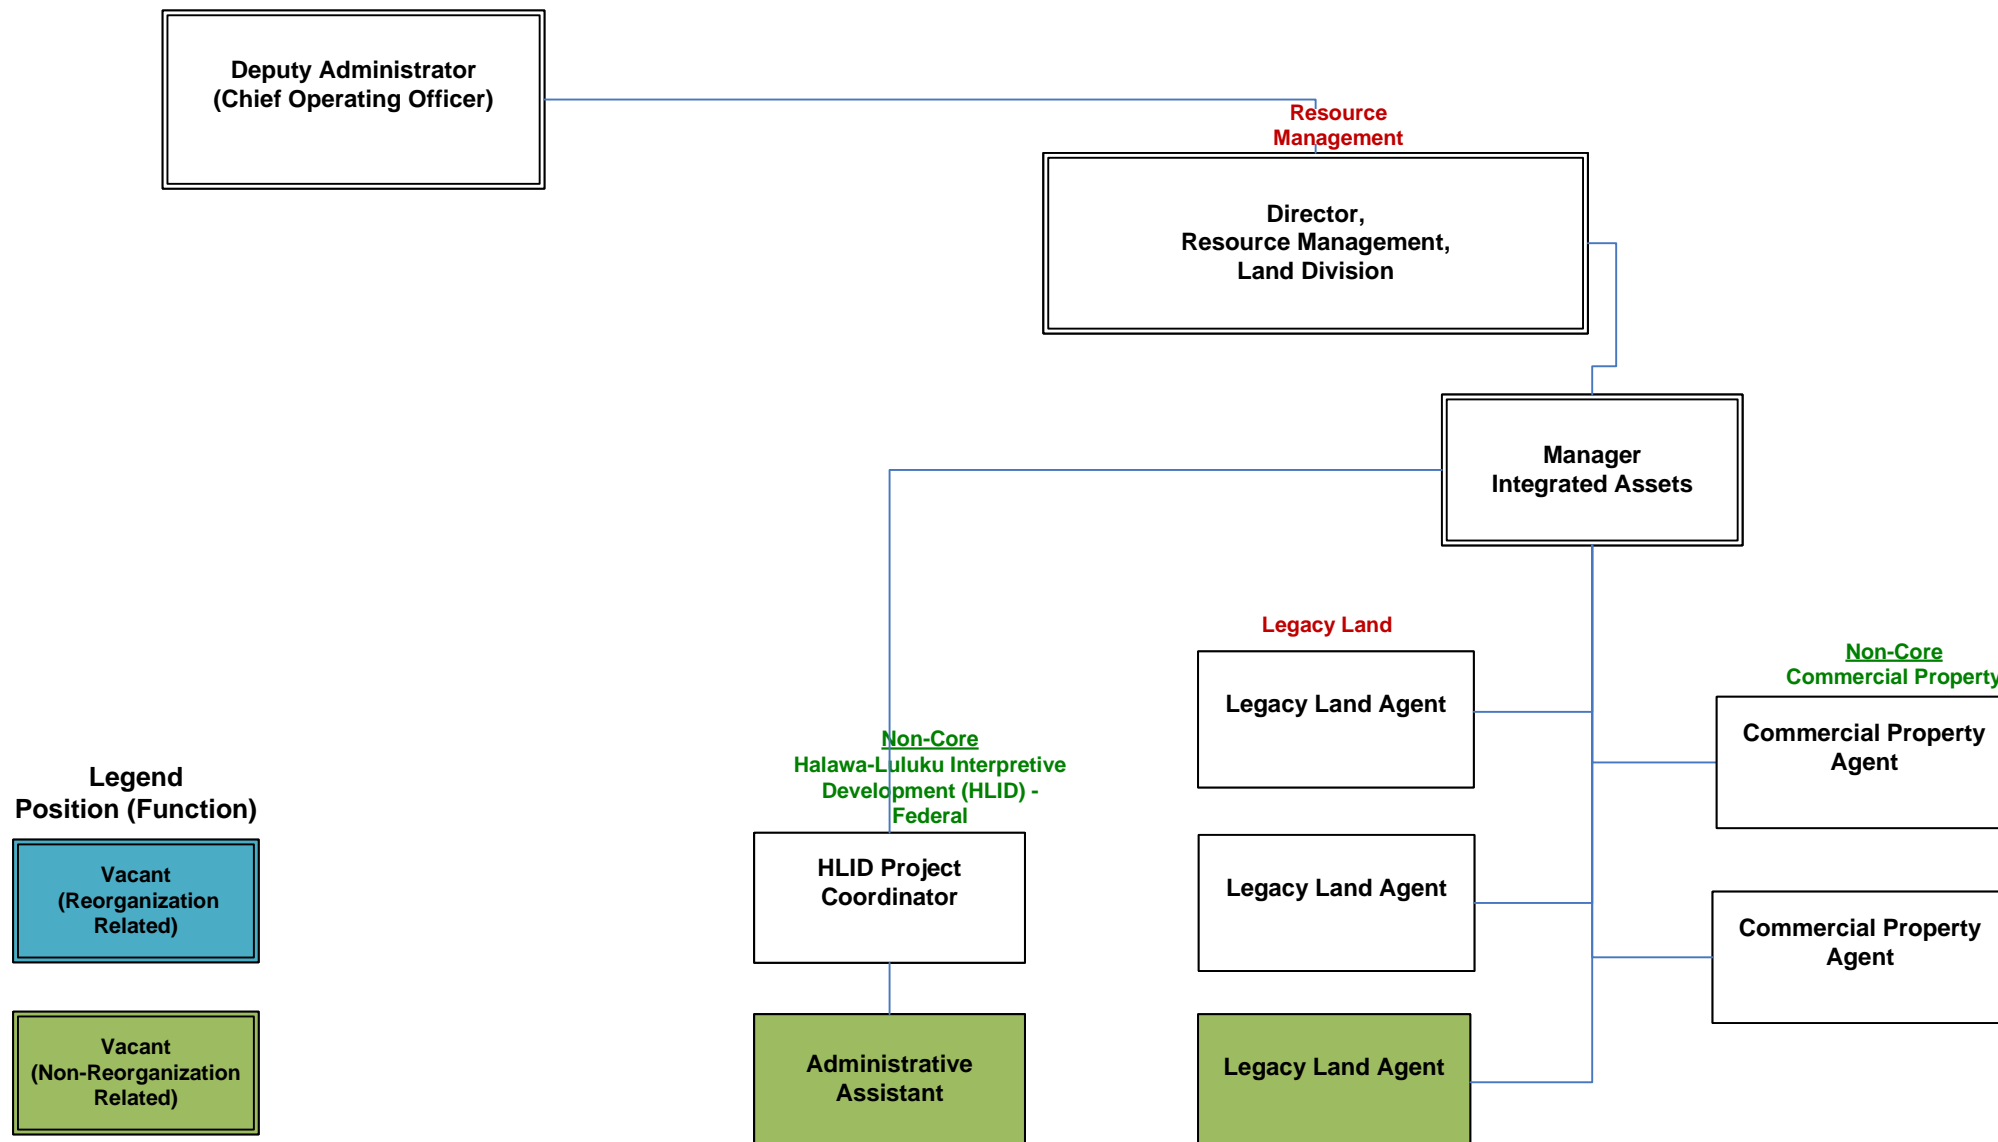 Deputy Administrator
(Chief Operating Officer)
Resource
Management
Director,
Resource Management,
Land Division
Manager
Integrated Assets
Legacy Land
Legacy Land Agent
Non-Core
Commercial Property
Commercial Property
Agent
Non-Core
Halawa-Luluku Interpretive
Development (HLID) -
Federal
HLID Project
Coordinator
Legacy Land Agent
Commercial Property
Agent
Administrative
Assistant
Legacy Land Agent
Legend
Position (Function)
Vacant
(Reorganization
Related)
Vacant
(Non-Reorganization
Related)